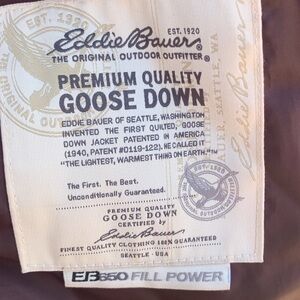 EST. 1920
Eddie Bauer®
THE ORIGINAL OUTDOOR OUTFITTER®
PREMIUM QUALITY
GOOSE DOWN
EDDIE BAUER OF SEATTLE, WASHINGTON
INVENTED THE FIRST QUILTED, GOOSE
DOWN JACKET PATENTED IN AMERICA
(1940, PATENT #D119-122). WE CALLED IT
"THE LIGHTEST, WARMEST THING ON EARTH."™
The First. The Best.
Unconditionally Guaranteed.
PREMIUM QUALITY
GOOSE DOWN
CERTIFIED by
Eddie Bauer
FINEST QUALITY CLOTHING 100% GUARANTEED
SEATTLE - USA
EB650 FILL POWER